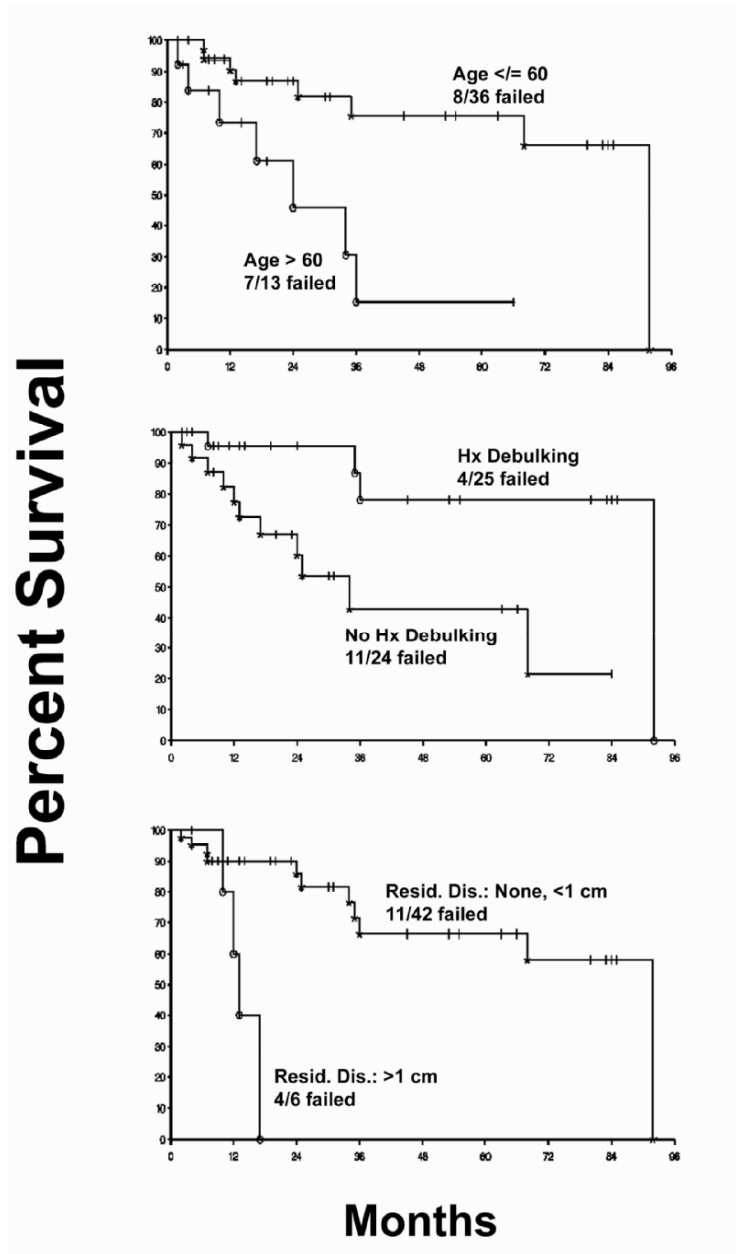 Percent Survival
100
90
80
70
60
50
40
30
20
10
0
Age </= 60
8/36 failed
Age > 60
7/13 failed
0 12 24 36 48 60 72 84 96
100
90
80
70
60
50
40
30
20
10
0
Hx Debulking
4/25 failed
No Hx Debulking
11/24 failed
0 12 24 36 48 60 72 84 96
100
90
80
70
60
50
40
30
20
10
0
Resid. Dis.: None, <1 cm
11/42 failed
Resid. Dis.: >1 cm
4/6 failed
0 12 24 36 48 60 72 84 96
Months